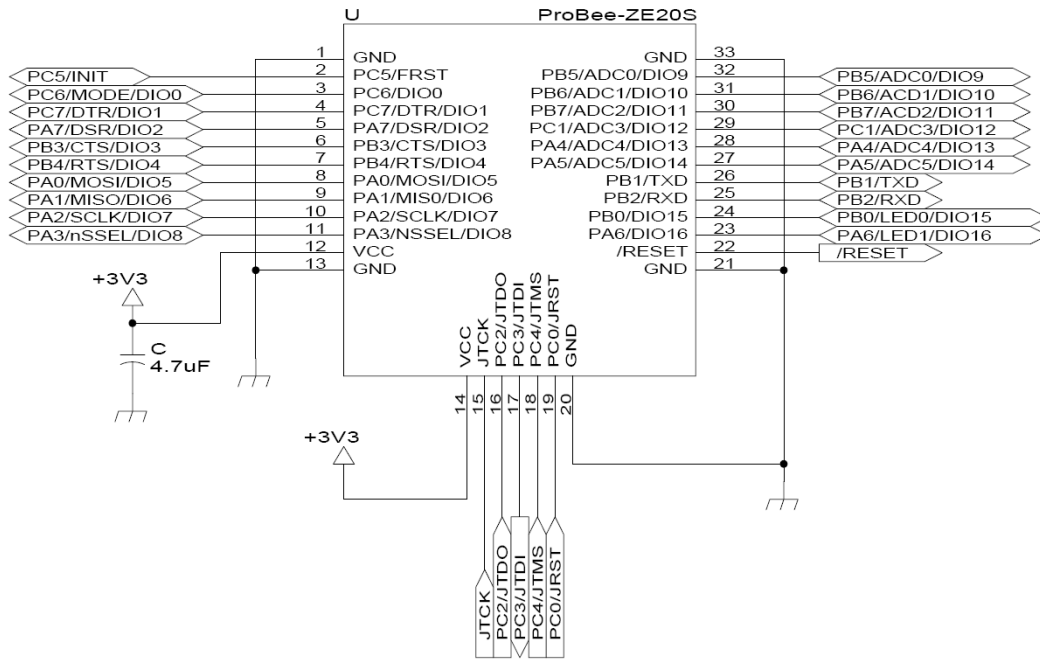 U ProBee-ZE20S
1 GND GND 33
PC5/INIT 2 PC5/FRST PB5/ADC0/DIO9 32 PB5/ADC0/DIO9
PC6/MODE/DIO0 3 PC6/DIO0 PB6/ADC1/DIO10 31 PB6/ACD1/DIO10
PC7/DTR/DIO1 4 PC7/DTR/DIO1 PB7/ADC2/DIO11 30 PB7/ACD2/DIO11
PA7/DSR/DIO2 5 PA7/DSR/DIO2 PC1/ADC3/DIO12 29 PC1/ADC3/DIO12
PB3/CTS/DIO3 6 PB3/CTS/DIO3 PA4/ADC4/DIO13 28 PA4/ADC4/DIO13
PB4/RTS/DIO4 7 PB4/RTS/DIO4 PA5/ADC5/DIO14 27 PA5/ADC5/DIO14
PA0/MOSI/DIO5 8 PA0/MOSI/DIO5 PB1/TXD 26 PB1/TXD
PA1/MISO/DIO6 9 PA1/MIS0/DIO6 PB2/RXD 25 PB2/RXD
PA2/SCLK/DIO7 10 PA2/SCLK/DIO7 PB0/DIO15 24 PB0/LED0/DIO15
PA3/nSSEL/DIO8 11 PA3/NSSEL/DIO8 PA6/DIO16 23 PA6/LED1/DIO16
12 VCC /RESET 22 /RESET
13 GND GND 21
+3V3
C
4.7uF
VCC
JTCK
PC2/JTDO
PC3/JTDI
PC4/JTMS
PC0/JRST
GND
14
15
16
17
18
19
20
+3V3
JTCK
PC2/JTDO
PC3/JTDI
PC4/JTMS
PC0/JRST